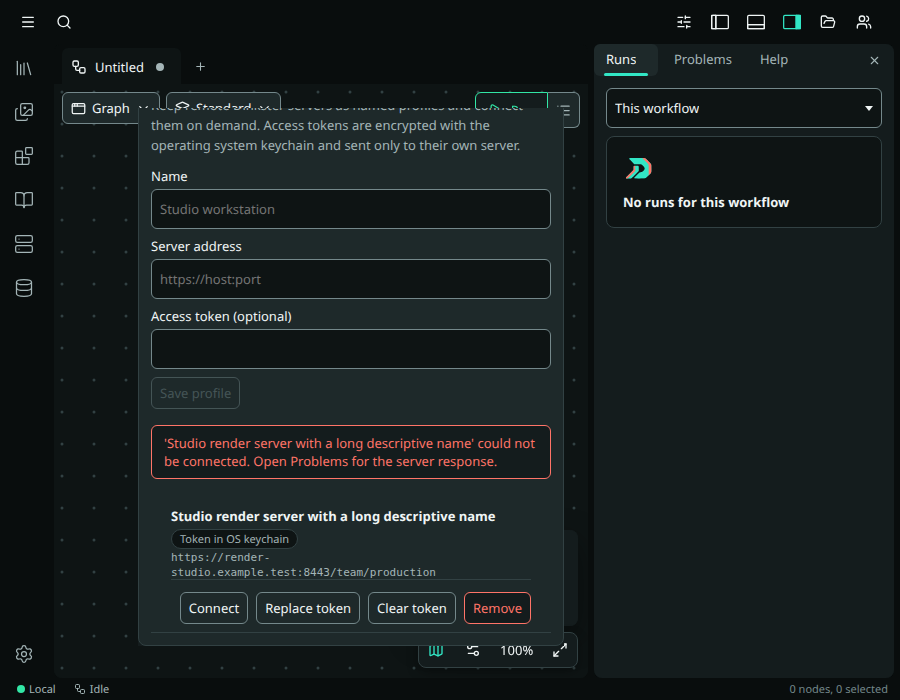 Untitled
Runs
Problems
Help
Graph
Standard
This workflow
them on demand. Access tokens are encrypted with the
operating system keychain and sent only to their own server.
No runs for this workflow
Name
Studio workstation
Server address
https://host:port
Access token (optional)
Save profile
'Studio render server with a long descriptive name' could not
be connected. Open Problems for the server response.
Studio render server with a long descriptive name
Token in OS keychain
https://render-
studio.example.test:8443/team/production
Connect
Replace token
Clear token
Remove
100%
Local
Idle
0 nodes, 0 selected